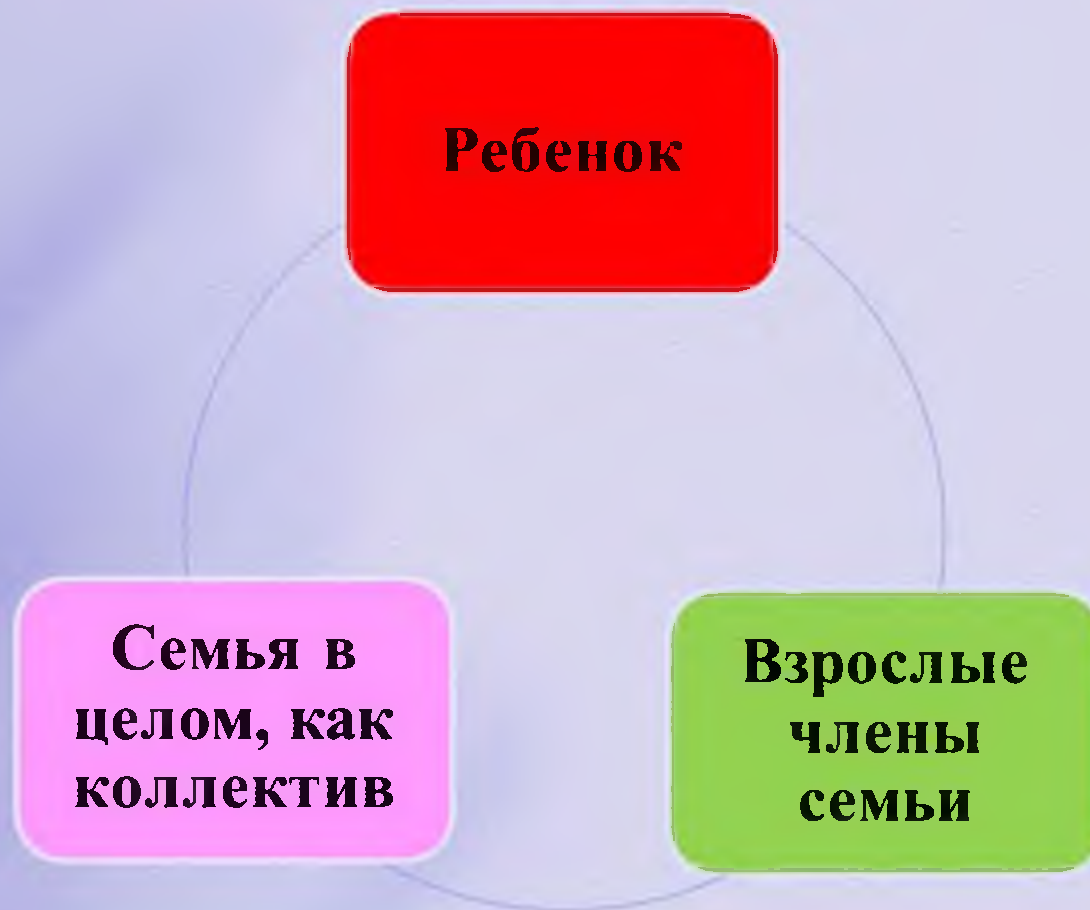 Ребенок
Семья в
целом, как
коллектив
Взрослые
члены
семьи